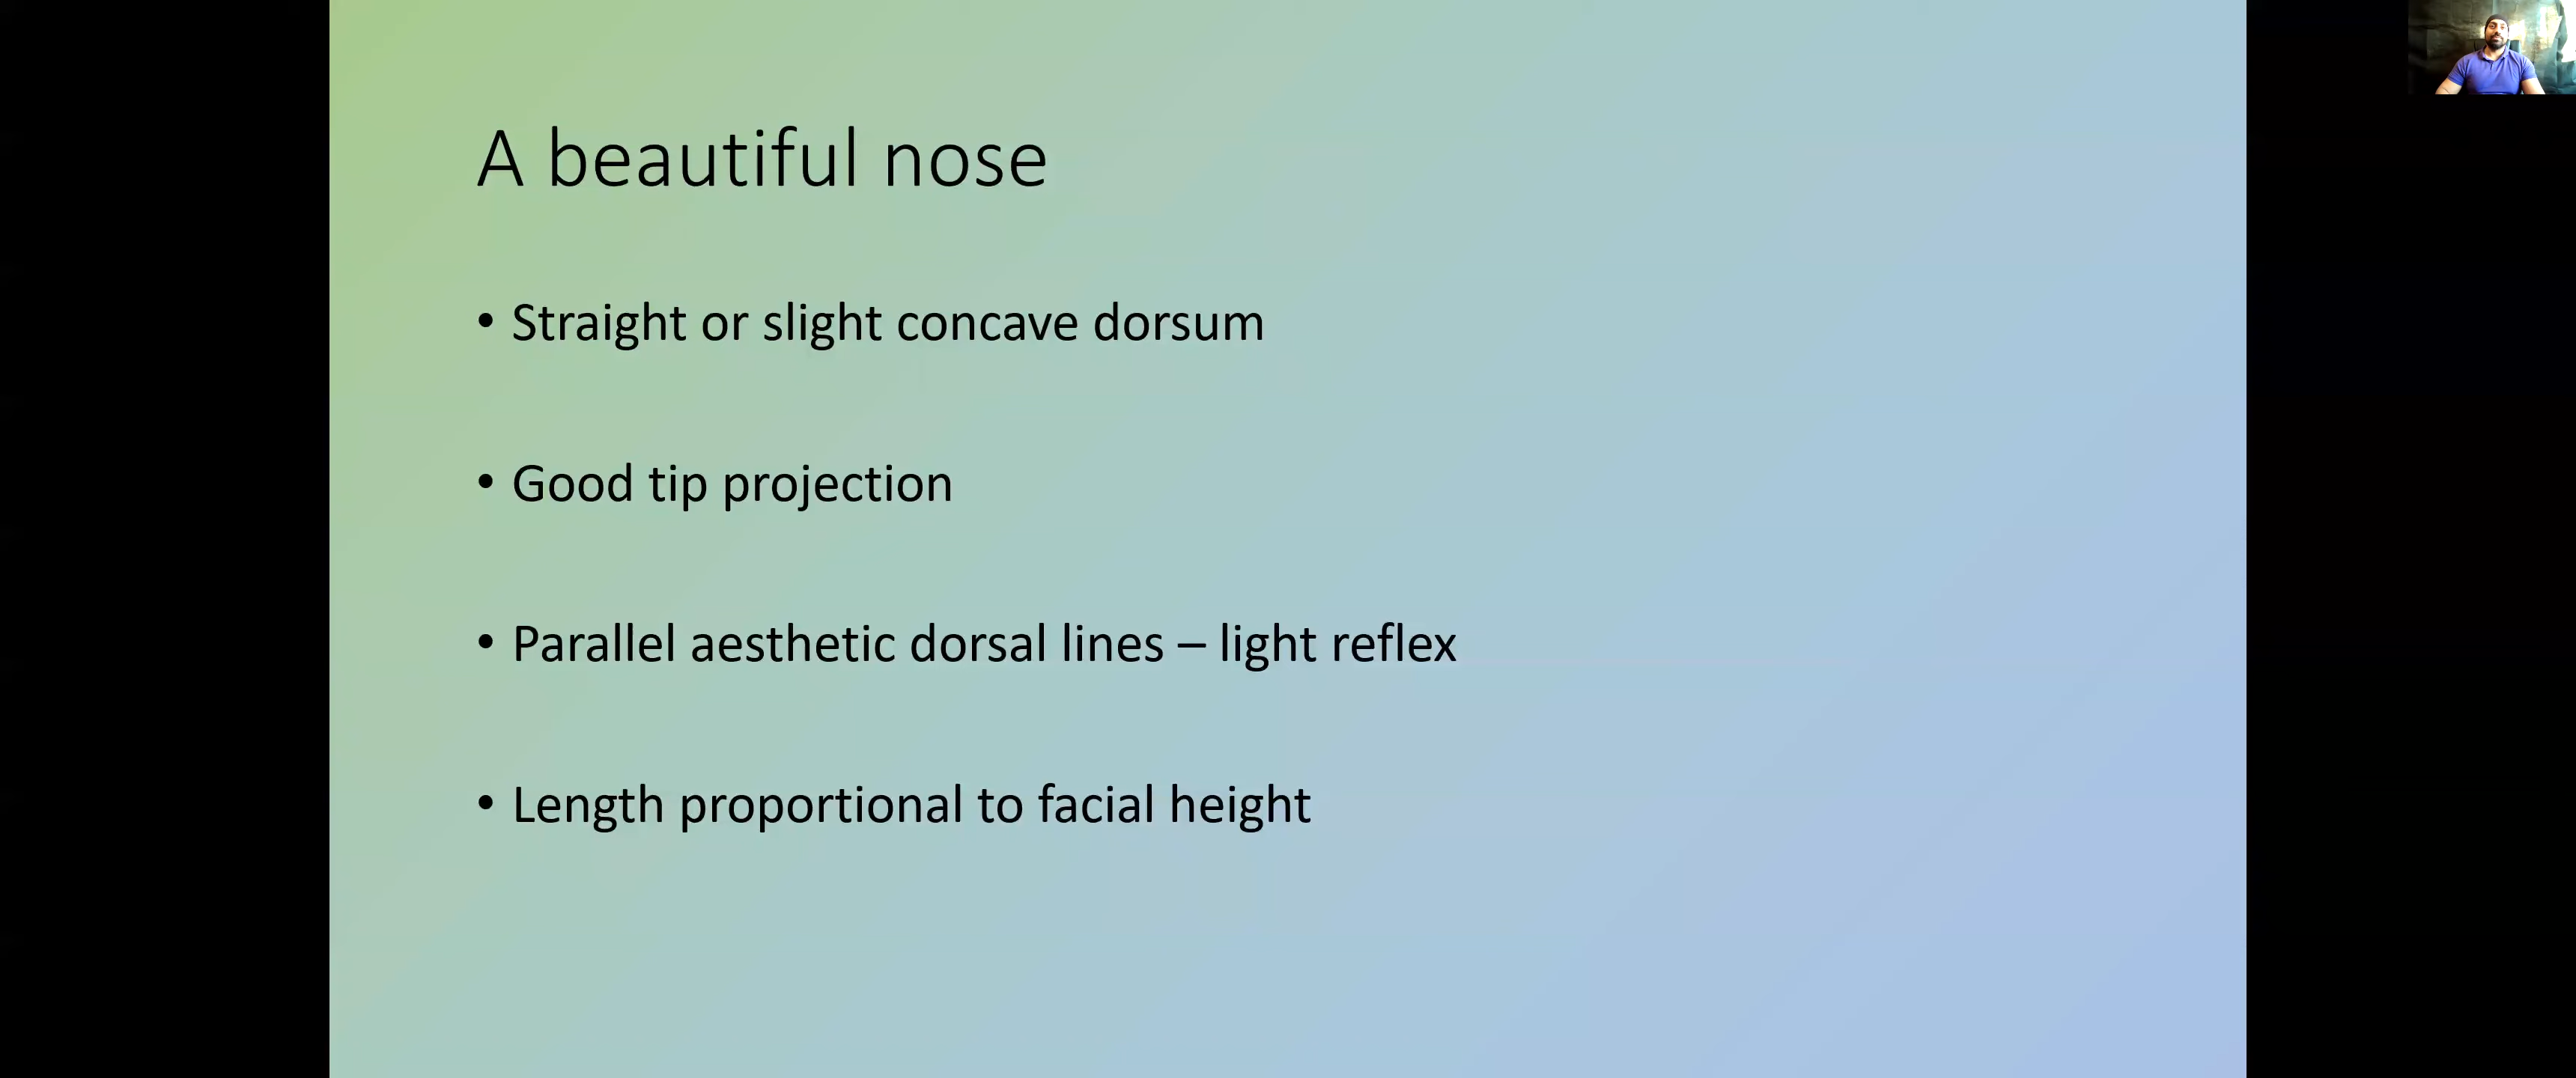 A beautiful nose
• Straight or slight concave dorsum
• Good tip projection
• Parallel aesthetic dorsal lines – light reflex
• Length proportional to facial height